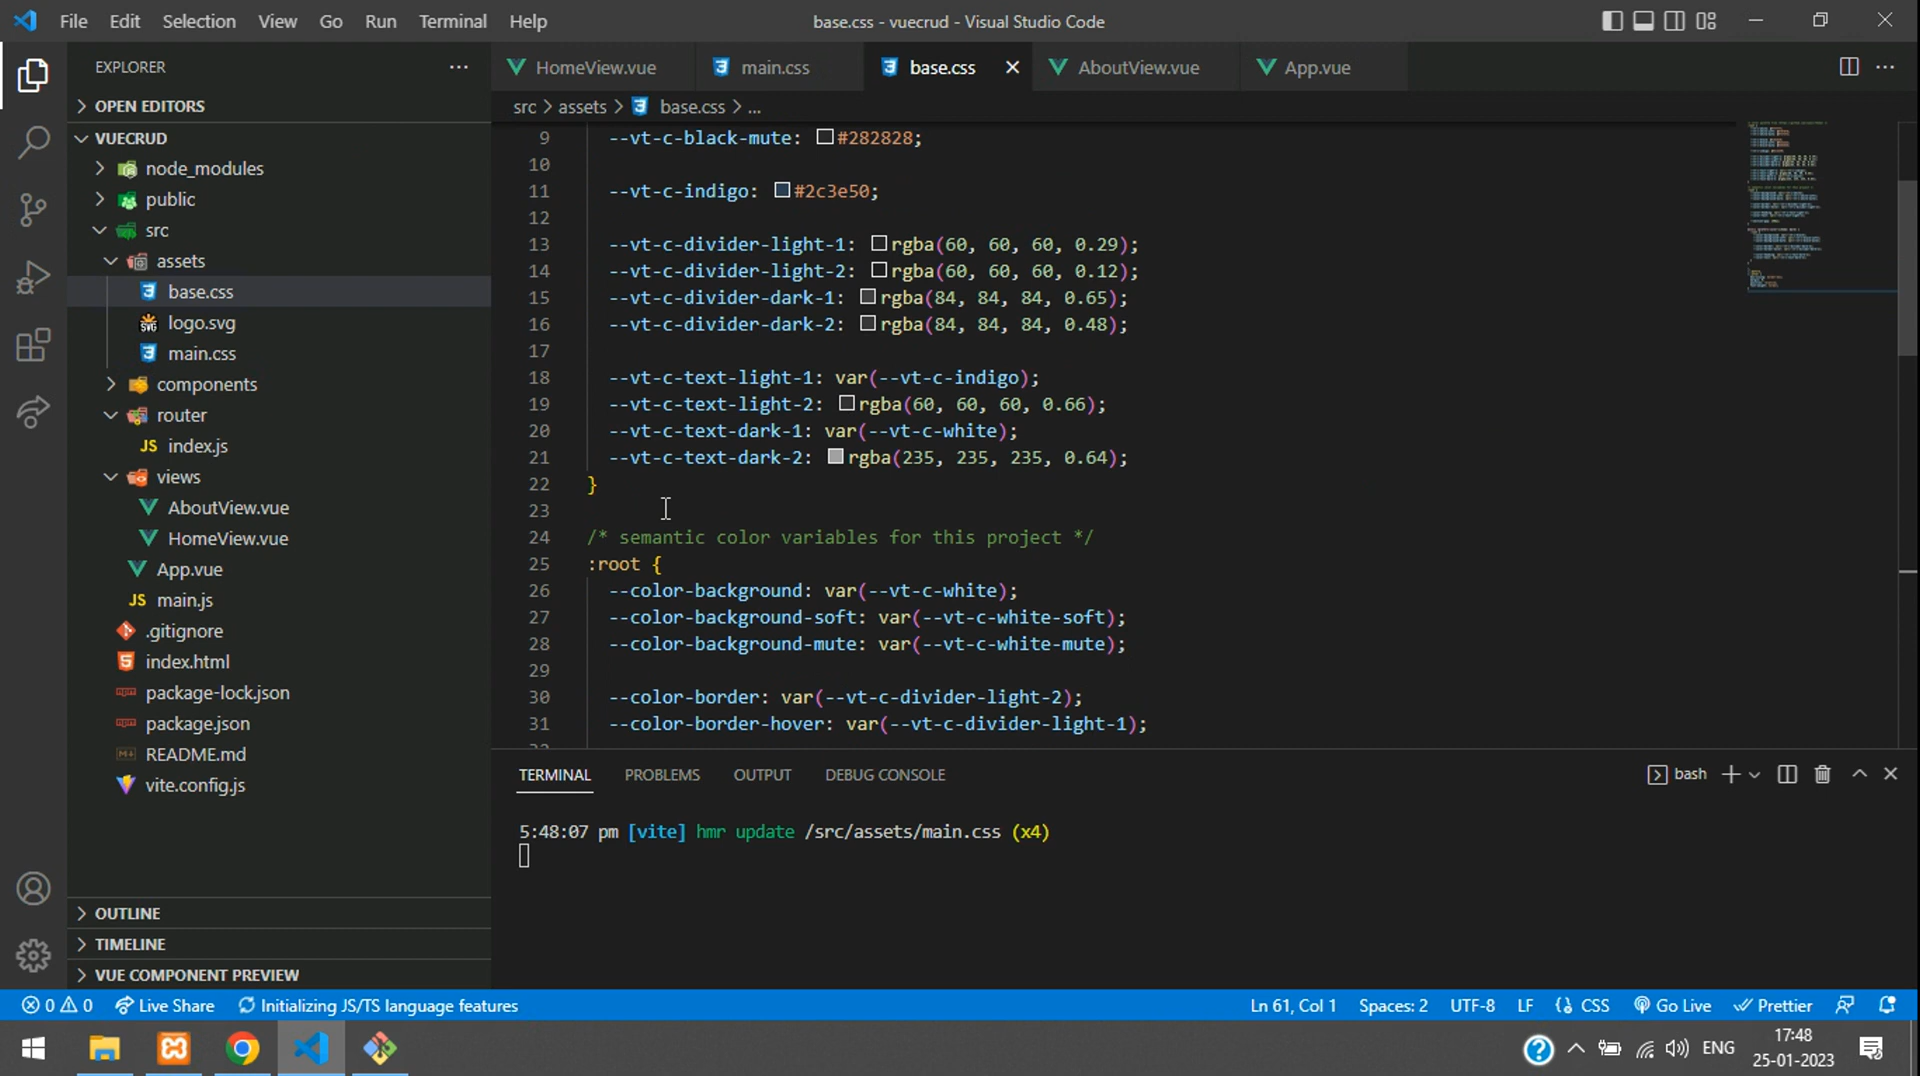 File Edit Selection View Go Run Terminal Help
base.css - vuecrud - Visual Studio Code
EXPLORER
OPEN EDITORS
VUECRUD
node_modules
public
src
assets
base.css
logo.svg
main.css
components
router
JS index.js
views
AboutView.vue
HomeView.vue
App.vue
JS main.js
.gitignore
index.html
package-lock.json
package.json
README.md
vite.config.js
OUTLINE
TIMELINE
VUE COMPONENT PREVIEW
HomeView.vue main.css base.css AboutView.vue App.vue
src > assets > base.css > ...
9 --vt-c-black-mute: #282828;
10
11 --vt-c-indigo: #2c3e50;
12
13 --vt-c-divider-light-1: rgba(60, 60, 60, 0.29);
14 --vt-c-divider-light-2: rgba(60, 60, 60, 0.12);
15 --vt-c-divider-dark-1: rgba(84, 84, 84, 0.65);
16 --vt-c-divider-dark-2: rgba(84, 84, 84, 0.48);
17
18 --vt-c-text-light-1: var(--vt-c-indigo);
19 --vt-c-text-light-2: rgba(60, 60, 60, 0.66);
20 --vt-c-text-dark-1: var(--vt-c-white);
21 --vt-c-text-dark-2: rgba(235, 235, 235, 0.64);
22 }
23
24 /* semantic color variables for this project */
25 :root {
26 --color-background: var(--vt-c-white);
27 --color-background-soft: var(--vt-c-white-soft);
28 --color-background-mute: var(--vt-c-white-mute);
29
30 --color-border: var(--vt-c-divider-light-2);
31 --color-border-hover: var(--vt-c-divider-light-1);
TERMINAL PROBLEMS OUTPUT DEBUG CONSOLE
bash
5:48:07 pm [vite] hmr update /src/assets/main.css (x4)
0 0 Live Share Initializing JS/TS language features
Ln 61, Col 1 Spaces: 2 UTF-8 LF CSS Go Live Prettier
ENG
17:48
25-01-2023